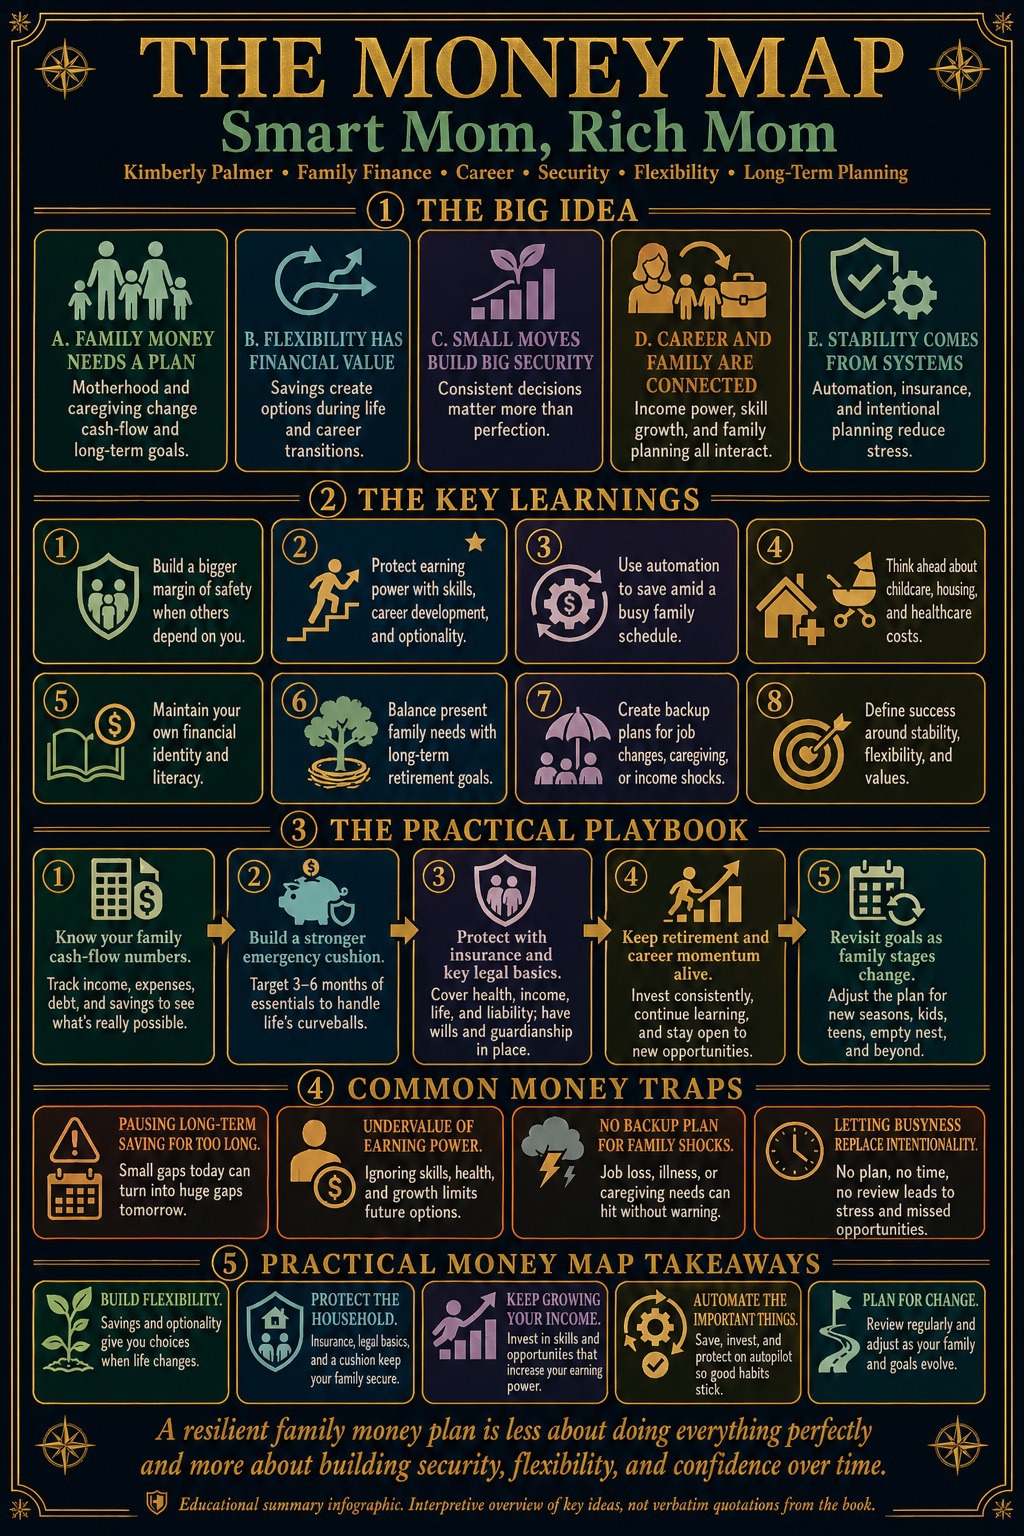 THE MONEY MAP
Smart Mom, Rich Mom
Kimberly Palmer • Family Finance • Career • Security • Flexibility • Long-Term Planning
1 THE BIG IDEA
A. FAMILY MONEY
NEEDS A PLAN
Motherhood and
caregiving change
cash-flow and
long-term goals.
B. FLEXIBILITY HAS
FINANCIAL VALUE
Savings create
options during life
and career
transitions.
C. SMALL MOVES
BUILD BIG SECURITY
Consistent decisions
matter more than
perfection.
D. CAREER AND
FAMILY ARE
CONNECTED
Income power, skill
growth, and family
planning all interact.
E. STABILITY COMES
FROM SYSTEMS
Automation, insurance,
and intentional
planning reduce
stress.
2 THE KEY LEARNINGS
1
Build a bigger
margin of safety
when others
depend on you.
2
Protect earning
power with skills,
career development,
and optionality.
3
$
Use automation
to save amid a
busy family
schedule.
4
Think ahead about
childcare, housing,
and healthcare
costs.
5
$
Maintain your
own financial
identity and
literacy.
6
Balance present
family needs with
long-term
retirement goals.
7
Create backup
plans for job
changes, caregiving,
or income shocks.
8
Define success
around stability,
flexibility, and
values.
3 THE PRACTICAL PLAYBOOK
1
$
Know your family
cash-flow numbers.
Track income, expenses,
debt, and savings to see
what's really possible.
2
$
Build a stronger
emergency cushion.
Target 3–6 months of
essentials to handle
life's curveballs.
3
Protect with
insurance and
key legal basics.
Cover health, income,
life, and liability; have
wills and guardianship
in place.
4
Keep retirement and
career momentum
alive.
Invest consistently,
continue learning,
and stay open to
new opportunities.
5
Revisit goals as
family stages
change.
Adjust the plan for
new seasons, kids,
teens, empty nest,
and beyond.
4 COMMON MONEY TRAPS
PAUSING LONG-TERM
SAVING FOR TOO LONG.
Small gaps today can
turn into huge gaps
tomorrow.
$
UNDERVALUE OF
EARNING POWER.
Ignoring skills, health,
and growth limits
future options.
NO BACKUP PLAN
FOR FAMILY SHOCKS.
Job loss, illness, or
caregiving needs can
hit without warning.
LETTING BUSYNESS
REPLACE INTENTIONALITY.
No plan, no time,
no review leads to
stress and missed
opportunities.
5 PRACTICAL MONEY MAP TAKEAWAYS
BUILD FLEXIBILITY.
Savings and optionality
give you choices
when life changes.
PROTECT THE
HOUSEHOLD.
Insurance, legal basics,
and a cushion keep
your family secure.
KEEP GROWING
YOUR INCOME.
Invest in skills and
opportunites that
increase your earning
power.
AUTOMATE THE
IMPORTANT THINGS.
Save, invest, and
protect on autopilot
so good habits
stick.
PLAN FOR CHANGE.
Review regularly and
adjust as your family
and goals evolve.
A resilient family money plan is less about doing everything perfectly
and more about building security, flexibility, and confidence over time.
Educational summary infographic. Interpretive overview of key ideas, not verbatim quotations from the book.